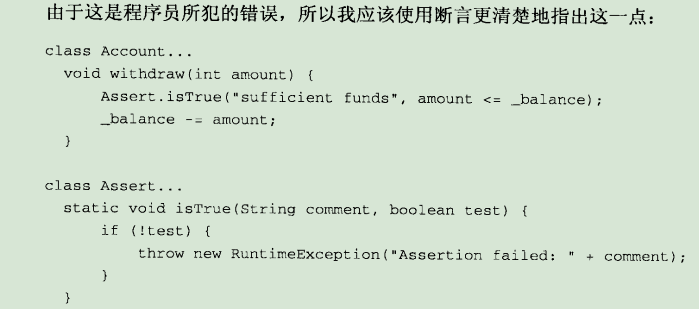 由于这是程序员所犯的错误，所以我应该使用断言更清楚地指出这一点：
class Account...
void withdraw(int amount) {
Assert.isTrue("sufficient funds", amount <= _balance);
_balance -= amount;
}
class Assert...
static void isTrue(String comment, boolean test) {
if (!test) {
throw new RuntimeException("Assertion failed: " + comment);
}
}